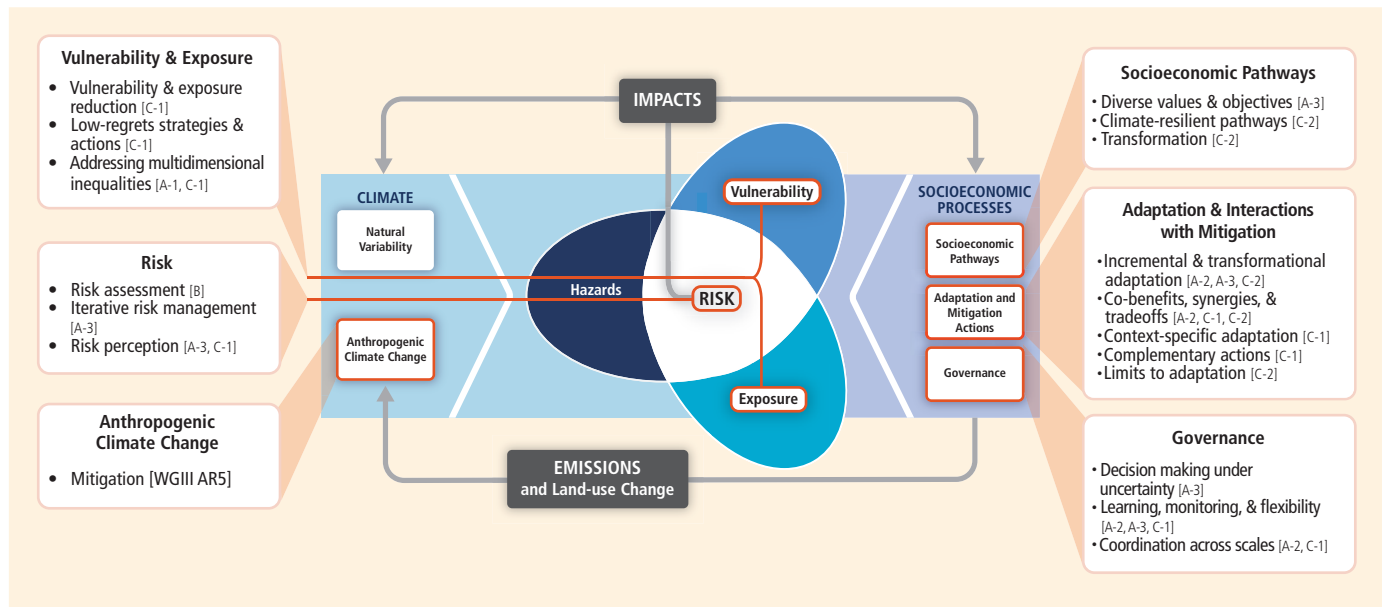 Vulnerability & Exposure
• Vulnerability & exposure
reduction [C-1]
• Low-regrets strategies &
actions [C-1]
• Addressing multidimensional
inequalities [A-1, C-1]
Risk
• Risk assessment [B]
• Iterative risk management
[A-3]
• Risk perception [A-3, C-1]
Anthropogenic
Climate Change
• Mitigation [WGIII AR5]
IMPACTS
CLIMATE
Natural
Variability
Anthropogenic
Climate Change
Hazards
Vulnerability
RISK
Exposure
EMISSIONS
and Land-use Change
SOCIOECONOMIC
PROCESSES
Socioeconomic
Pathways
Adaptation and
Mitigation
Actions
Governance
Socioeconomic Pathways
• Diverse values & objectives [A-3]
• Climate-resilient pathways [C-2]
• Transformation [C-2]
Adaptation & Interactions
with Mitigation
• Incremental & transformational
adaptation [A-2, A-3, C-2]
• Co-benefits, synergies, &
tradeoffs [A-2, C-1, C-2]
• Context-specific adaptation [C-1]
• Complementary actions [C-1]
• Limits to adaptation [C-2]
Governance
• Decision making under
uncertainty [A-3]
• Learning, monitoring, & flexibility
[A-2, A-3, C-1]
• Coordination across scales [A-2, C-1]